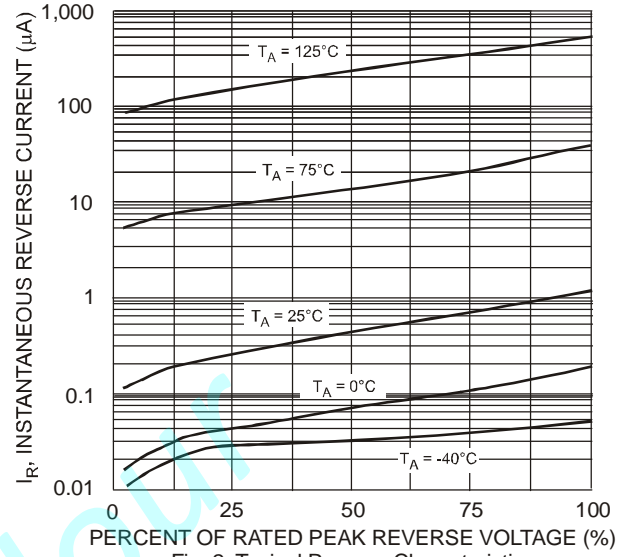 1,000
100
10
1
0.1
0.01
I_R, INSTANTANEOUS REVERSE CURRENT (μA)
T_A = 125°C
T_A = 75°C
T_A = 25°C
T_A = 0°C
T_A = -40°C
0 25 50 75 100
PERCENT OF RATED PEAK REVERSE VOLTAGE (%)